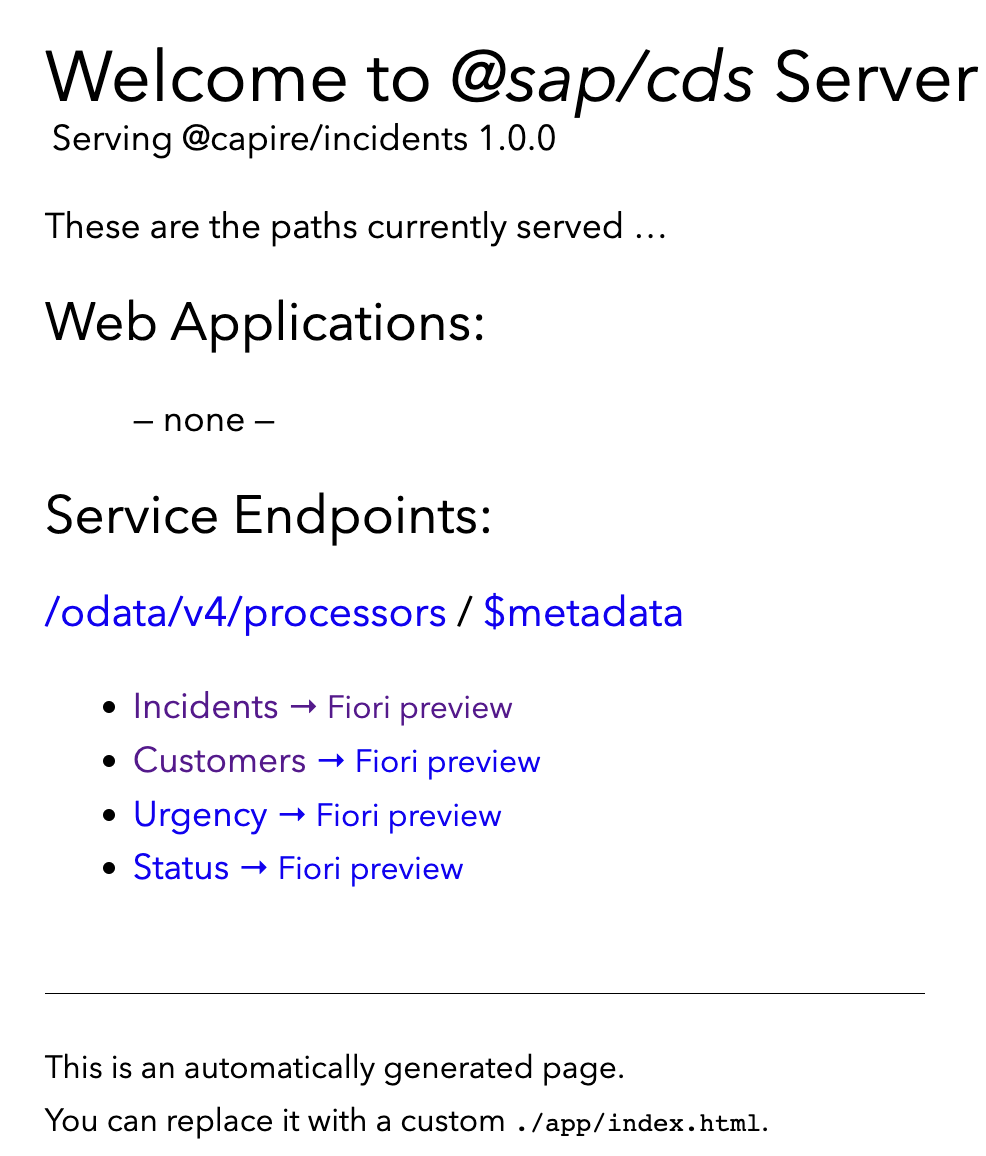 Welcome to @sap/cds Server
Serving @capire/incidents 1.0.0
These are the paths currently served …
Web Applications:
– none –
Service Endpoints:
/odata/v4/processors / $metadata
• Incidents → Fiori preview
• Customers → Fiori preview
• Urgency → Fiori preview
• Status → Fiori preview
This is an automatically generated page.
You can replace it with a custom ./app/index.html.